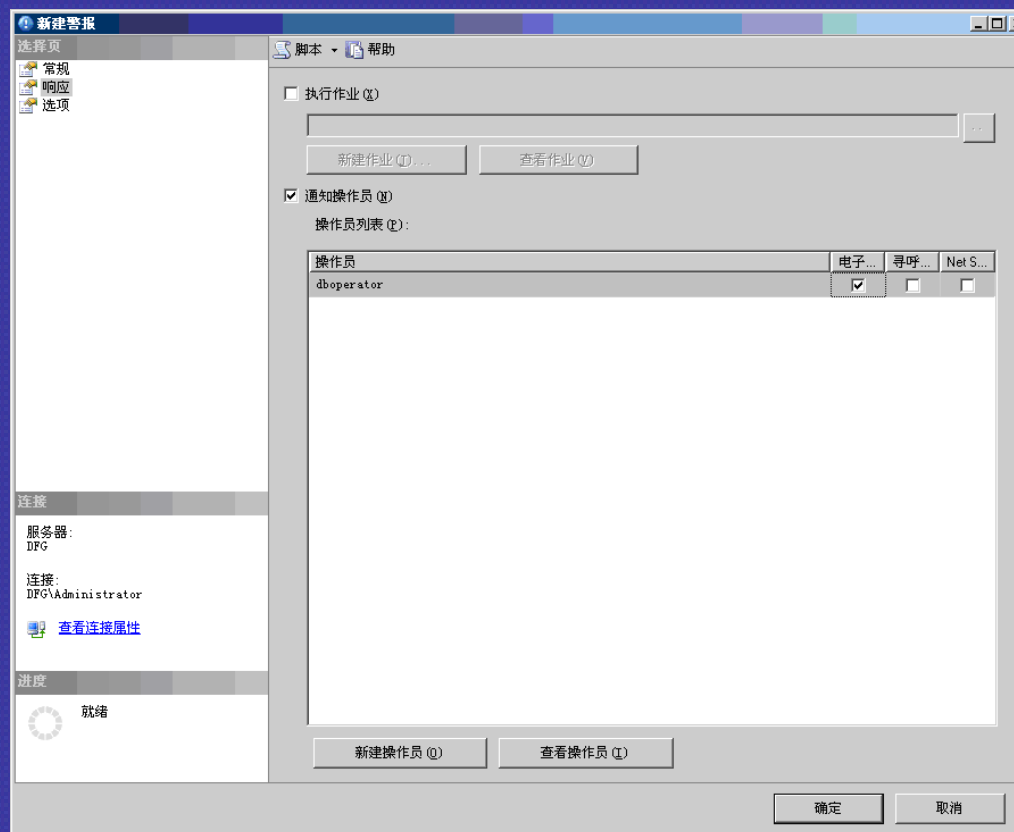 新建警报
选择页
常规
响应
选项
脚本 帮助
执行作业(X)
...
新建作业(J)... 查看作业(V)
通知操作员(N)
操作员列表(P):
操作员 电子... 寻呼... Net S...
dboperator
连接
服务器:
DFG
连接:
DFG\Administrator
查看连接属性
进度
就绪
新建操作员(O) 查看操作员(I)
确定 取消